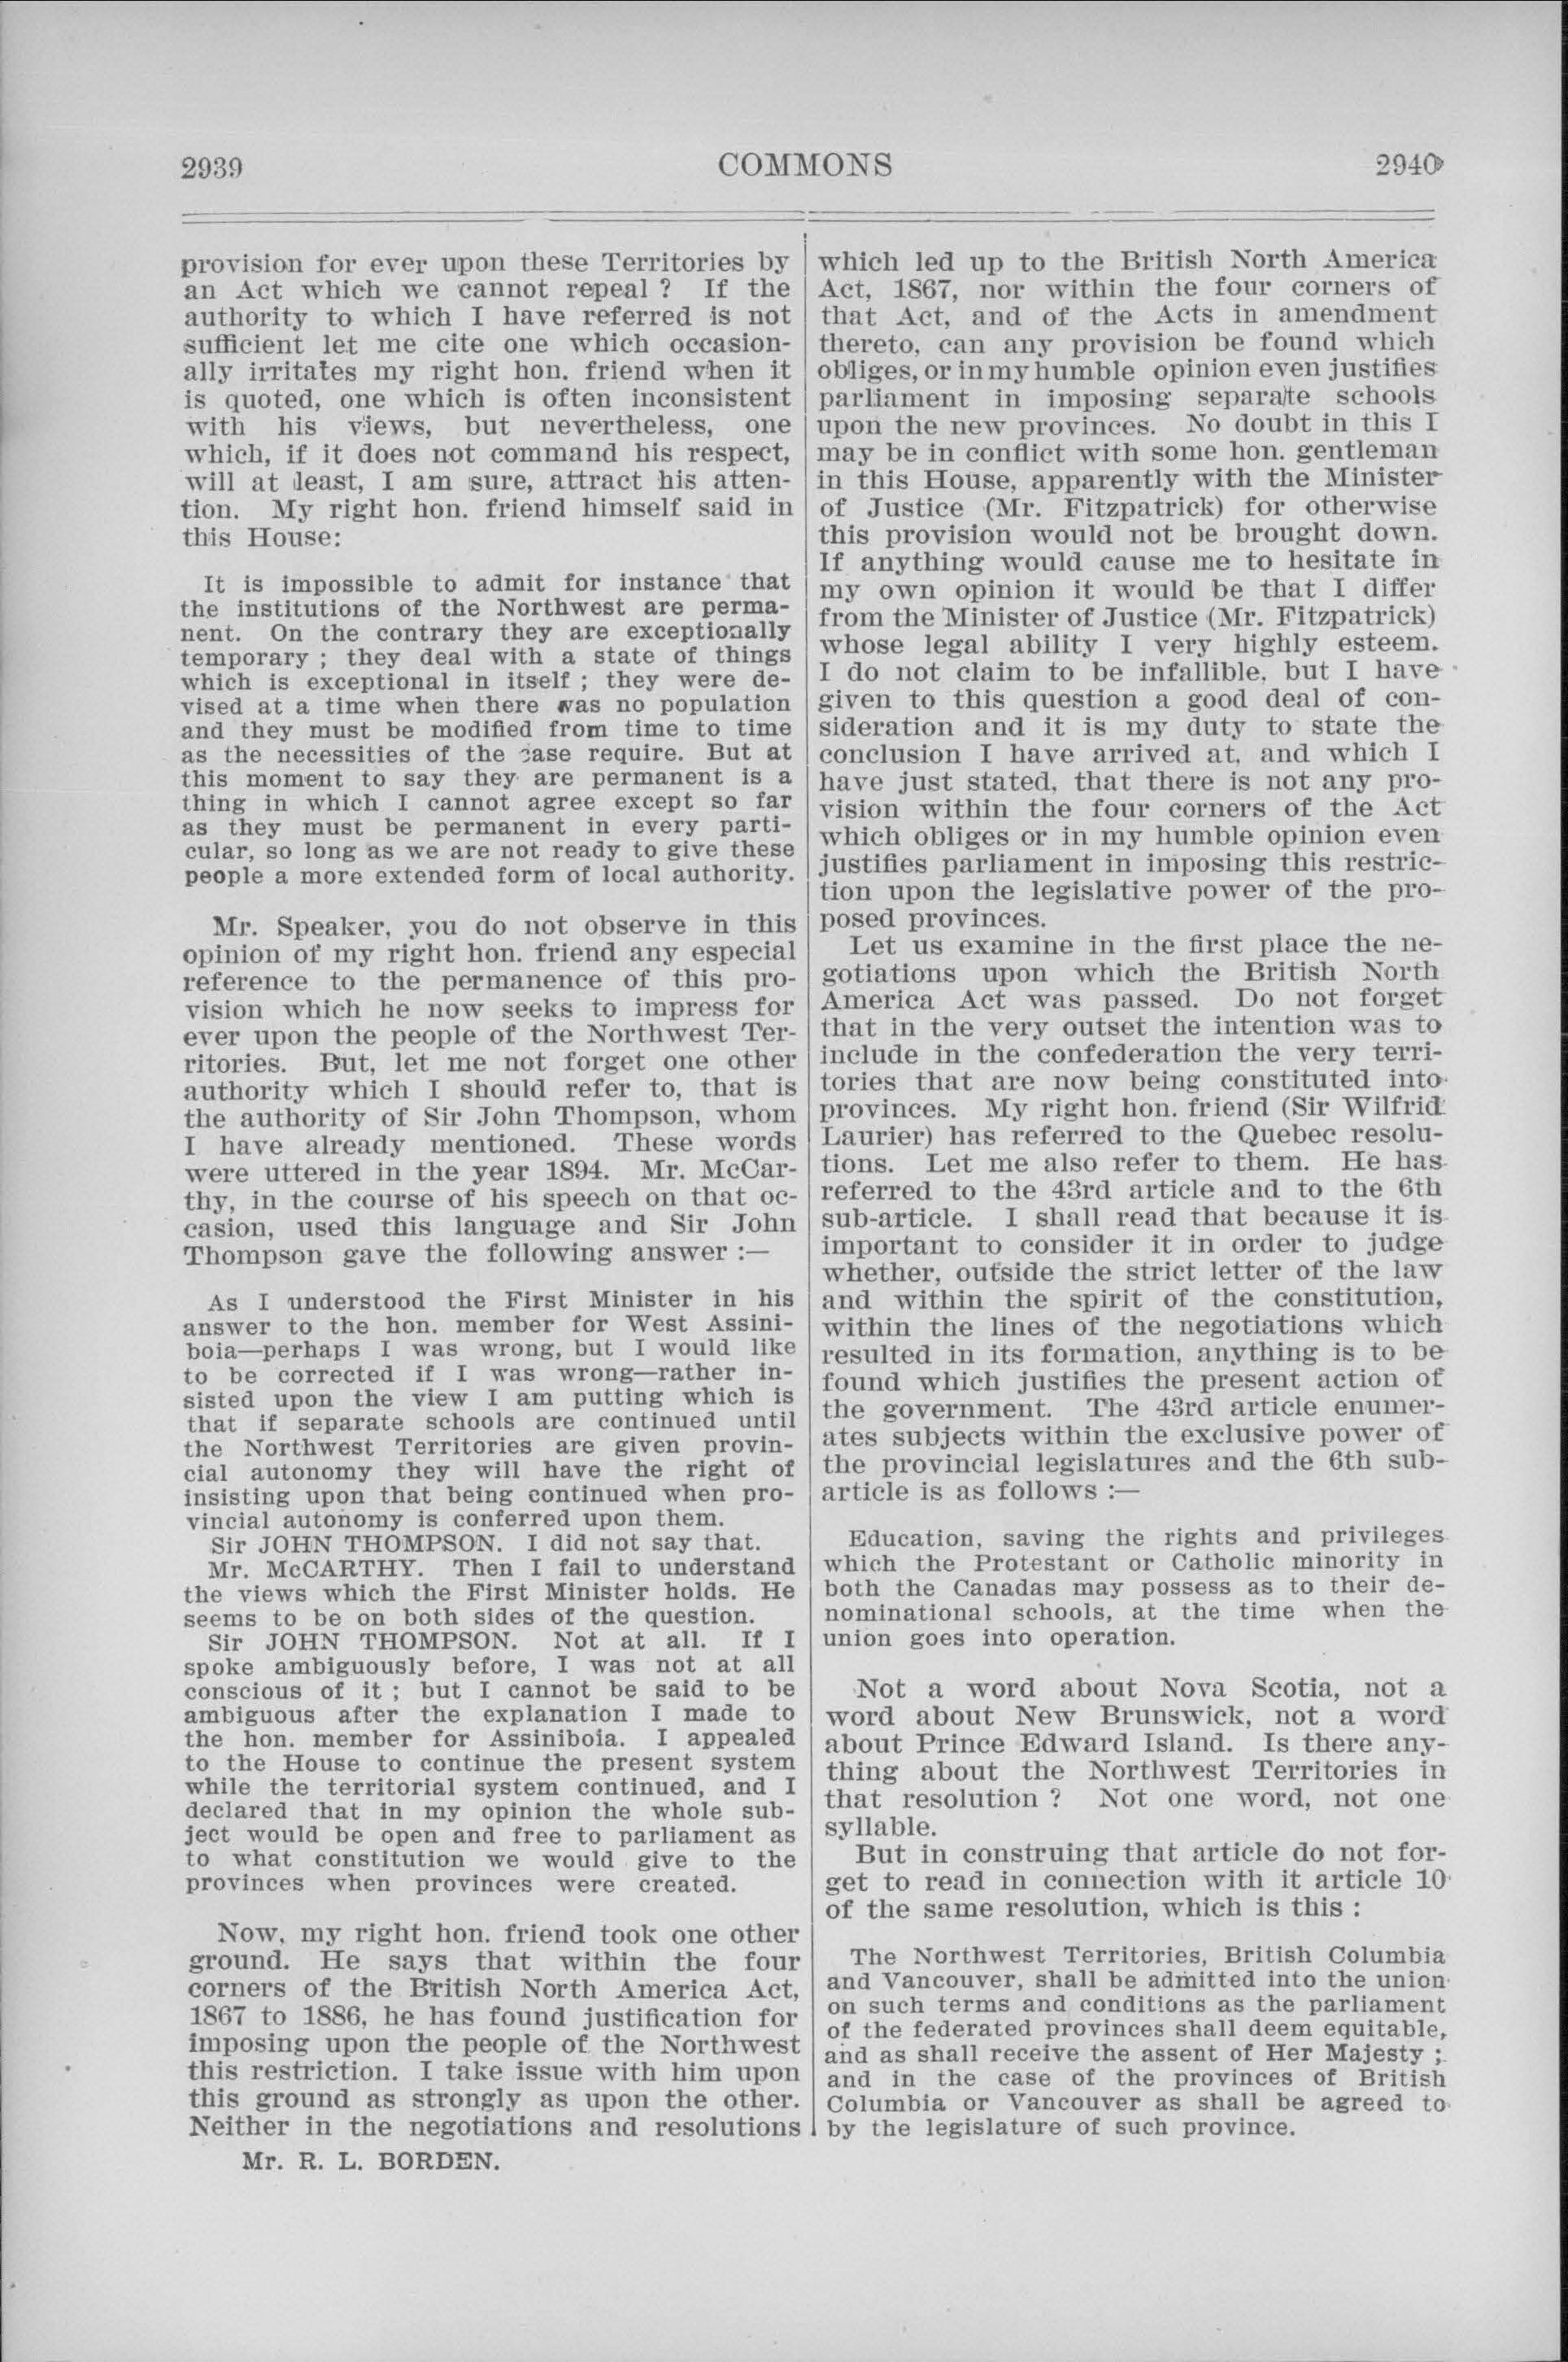 2939
COMMONS
2940
provision for ever upon these Territories by
an Act which we cannot repeal ? If the
authority to which I have referred is not
sufficient let me cite one which occasion-
ally irritates my right hon. friend when it
is quoted, one which is often inconsistent
with his views, but nevertheless, one
which, if it does not command his respect,
will at least, I am sure, attract his atten-
tion. My right hon. friend himself said in
this House:
It is impossible to admit for instance that
the institutions of the Northwest are perma-
nent. On the contrary they are exceptionally
temporary ; they deal with a state of things
which is exceptional in itself ; they were de-
vised at a time when there was no population
and they must be modified from time to time
as the necessities of the case require. But at
this moment to say they are permanent is a
thing in which I cannot agree except so far
as they must be permanent in every parti-
cular, so long as we are not ready to give these
people a more extended form of local authority.
Mr. Speaker, you do not observe in this
opinion of my right hon. friend any especial
reference to the permanence of this pro-
vision which he now seeks to impress for
ever upon the people of the Northwest Ter-
ritories. But, let me not forget one other
authority which I should refer to, that is
the authority of Sir John Thompson, whom
I have already mentioned. These words
were uttered in the year 1894. Mr. McCar-
thy, in the course of his speech on that oc-
casion, used this language and Sir John
Thompson gave the following answer :—
As I understood the First Minister in his
answer to the hon. member for West Assini-
boia—perhaps I was wrong, but I would like
to be corrected if I was wrong—rather in-
sisted upon the view I am putting which is
that if separate schools are continued until
the Northwest Territories are given provin-
cial autonomy they will have the right of
insisting upon that being continued when pro-
vincial autonomy is conferred upon them.
Sir JOHN THOMPSON. I did not say that.
Mr. McCARTHY. Then I fail to understand
the views which the First Minister holds. He
seems to be on both sides of the question.
Sir JOHN THOMPSON. Not at all. If I
spoke ambiguously before, I was not at all
conscious of it ; but I cannot be said to be
ambiguous after the explanation I made to
the hon. member for Assiniboia. I appealed
to the House to continue the present system
while the territorial system continued, and I
declared that in my opinion the whole sub-
ject would be open and free to parliament as
to what constitution we would give to the
provinces when provinces were created.
Now, my right hon. friend took one other
ground. He says that within the four
corners of the British North America Act,
1867 to 1886, he has found justification for
imposing upon the people of the Northwest
this restriction. I take issue with him upon
this ground as strongly as upon the other.
Neither in the negotiations and resolutions
Mr. R. L. BORDEN.
which led up to the British North America
Act, 1867, nor within the four corners of
that Act, and of the Acts in amendment
thereto, can any provision be found which
obliges, or in my humble opinion even justifies
parliament in imposing separate schools
upon the new provinces. No doubt in this I
may be in conflict with some hon. gentleman
in this House, apparently with the Minister
of Justice (Mr. Fitzpatrick) for otherwise
this provision would not be brought down.
If anything would cause me to hesitate in
my own opinion it would be that I differ
from the Minister of Justice (Mr. Fitzpatrick)
whose legal ability I very highly esteem.
I do not claim to be infallible, but I have
given to this question a good deal of con-
sideration and it is my duty to state the
conclusion I have arrived at, and which I
have just stated, that there is not any pro-
vision within the four corners of the Act
which obliges or in my humble opinion even
justifies parliament in imposing this restric-
tion upon the legislative power of the pro-
posed provinces.
Let us examine in the first place the ne-
gotiations upon which the British North
America Act was passed. Do not forget
that in the very outset the intention was to
include in the confederation the very terri-
tories that are now being constituted into
provinces. My right hon. friend (Sir Wilfrid
Laurier) has referred to the Quebec resolu-
tions. Let me also refer to them. He has
referred to the 43rd article and to the 6th
sub-article. I shall read that because it is
important to consider it in order to judge
whether, outside the strict letter of the law
and within the spirit of the constitution,
within the lines of the negotiations which
resulted in its formation, anything is to be
found which justifies the present action of
the government. The 43rd article enumer-
ates subjects within the exclusive power of
the provincial legislatures and the 6th sub-
article is as follows :—
Education, saving the rights and privileges
which the Protestant or Catholic minority in
both the Canadas may possess as to their de-
nominational schools, at the time when the
union goes into operation.
Not a word about Nova Scotia, not a
word about New Brunswick, not a word
about Prince Edward Island. Is there any-
thing about the Northwest Territories in
that resolution ? Not one word, not one
syllable.
But in construing that article do not for-
get to read in connection with it article 10
of the same resolution, which is this :
The Northwest Territories, British Columbia
and Vancouver, shall be admitted into the union
on such terms and conditions as the parliament
of the federated provinces shall deem equitable,
and as shall receive the assent of Her Majesty ;
and in the case of the provinces of British
Columbia or Vancouver as shall be agreed to
by the legislature of such province.